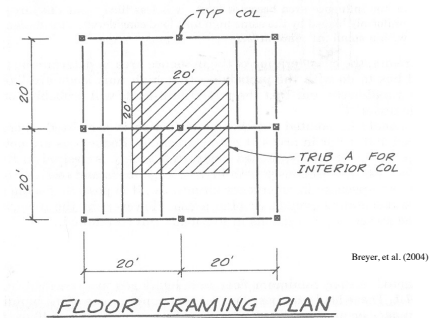 TYP COL
20'
20'
20'
TRIB A FOR
INTERIOR COL
20'
20'
20'
Breyer, et al. (2004)
FLOOR FRAMING PLAN